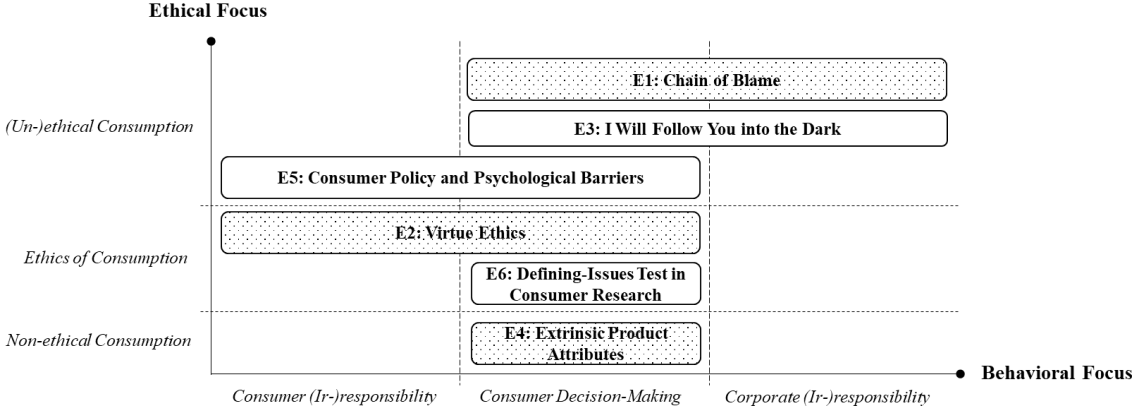 Ethical Focus
E1: Chain of Blame
(Un-)ethical Consumption
E3: I Will Follow You into the Dark
E5: Consumer Policy and Psychological Barriers
E2: Virtue Ethics
Ethics of Consumption
E6: Defining-Issues Test in
Consumer Research
Non-ethical Consumption
E4: Extrinsic Product
Attributes
Behavioral Focus
Consumer (Ir-)responsibility
Consumer Decision-Making
Corporate (Ir-)responsibility